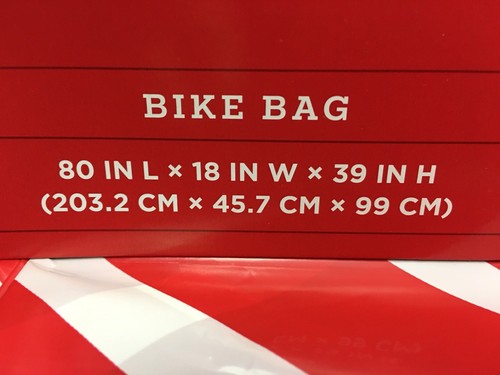 BIKE BAG
80 IN L × 18 IN W × 39 IN H
(203.2 CM × 45.7 CM × 99 CM)